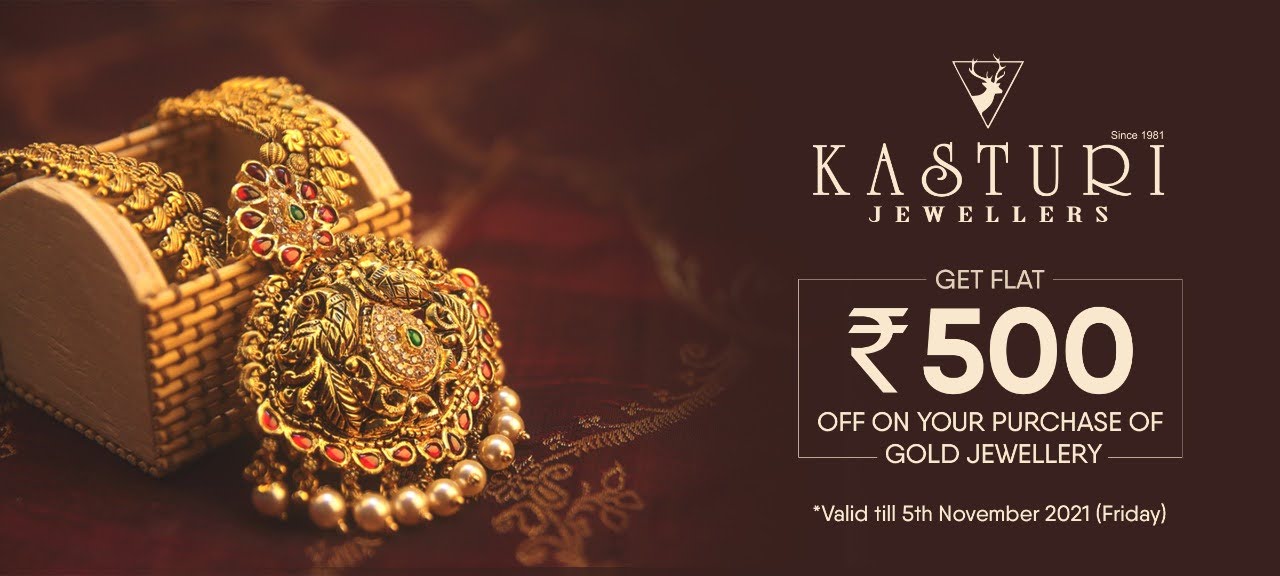 Since 1981
KASTURI
JEWELLERS
GET FLAT
₹500
OFF ON YOUR PURCHASE OF
GOLD JEWELLERY
*Valid till 5th November 2021 (Friday)